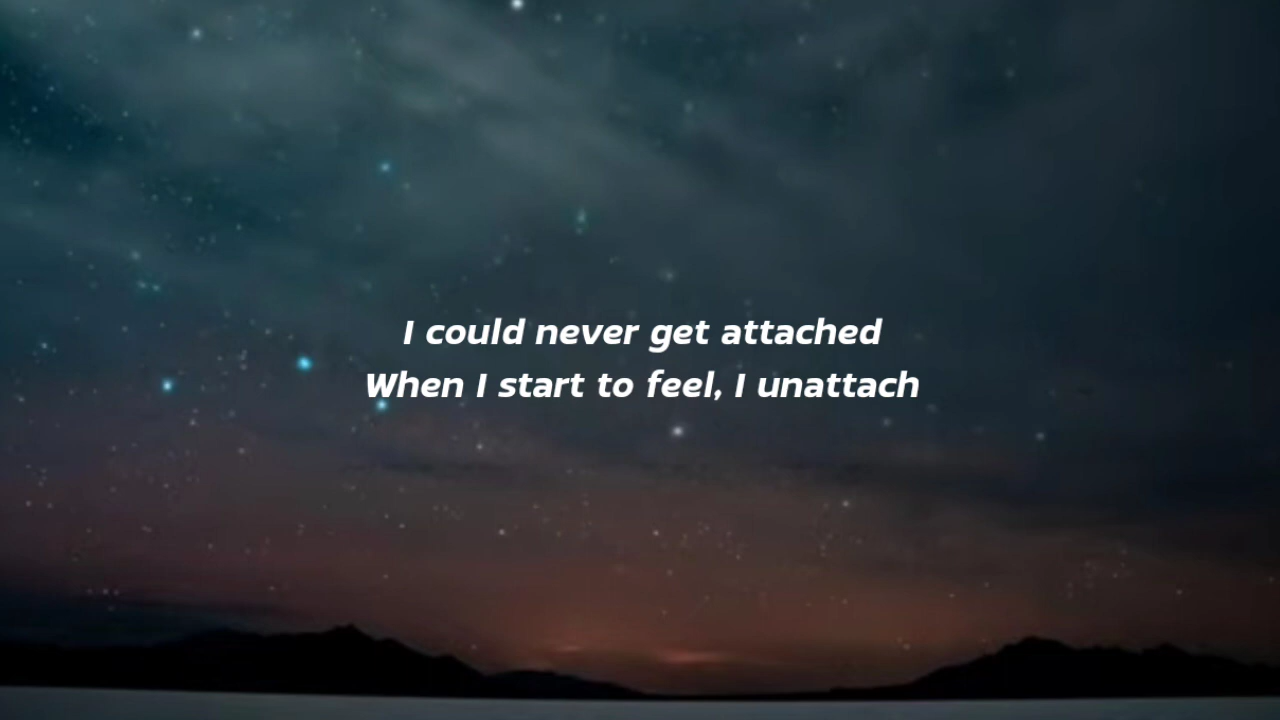 I could never get attached
When I start to feel, I unattach